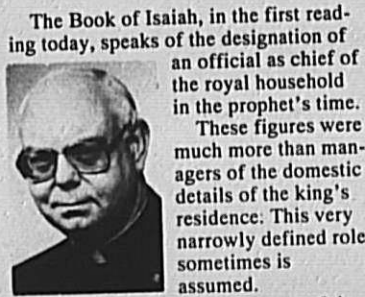 The Book of Isaiah, in the first read-
ing today, speaks of the designation of
an official as chief of
the royal household
in the prophet's time.
These figures were
much more than man-
agers of the domestic
details of the king's
residence: This very
narrowly defined role
sometimes is
assumed.